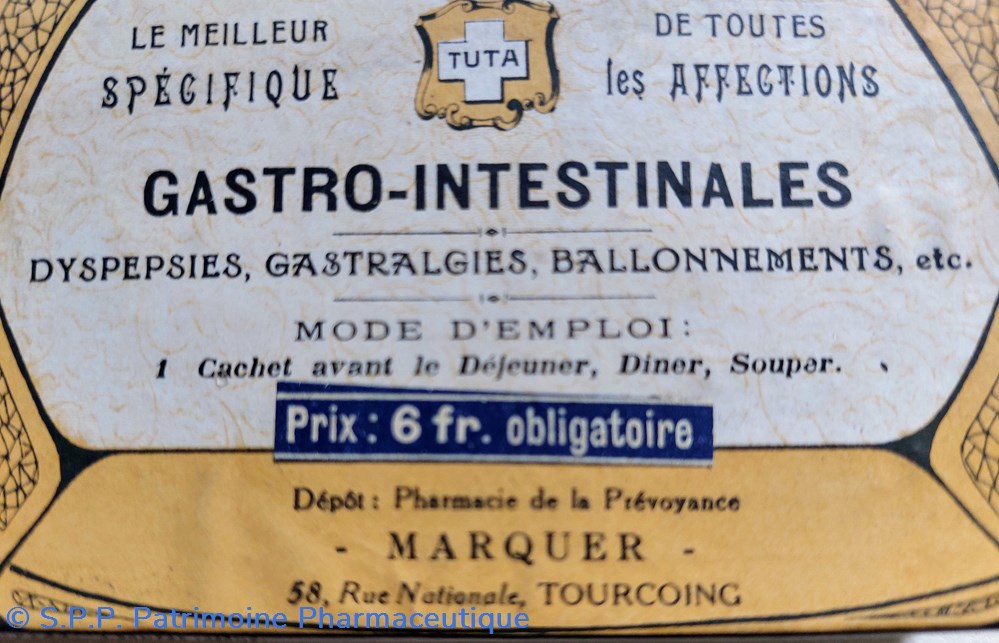 LE MEILLEUR
SPÉCIFIQUE
TUTA
DE TOUTES
les AFFECTIONS
GASTRO-INTESTINALES
DYSPEPSIES, GASTRALGIES, BALLONNEMENTS, etc.
MODE D'EMPLOI:
1 Cachet avant le Déjeuner, Diner, Souper.
Prix: 6 fr. obligatoire
Dépôt: Pharmacie de la Prévoyance
- MARQUER -
58, Rue Nationale, TOURCOING
© S.P.P. Patrimoine Pharmaceutique